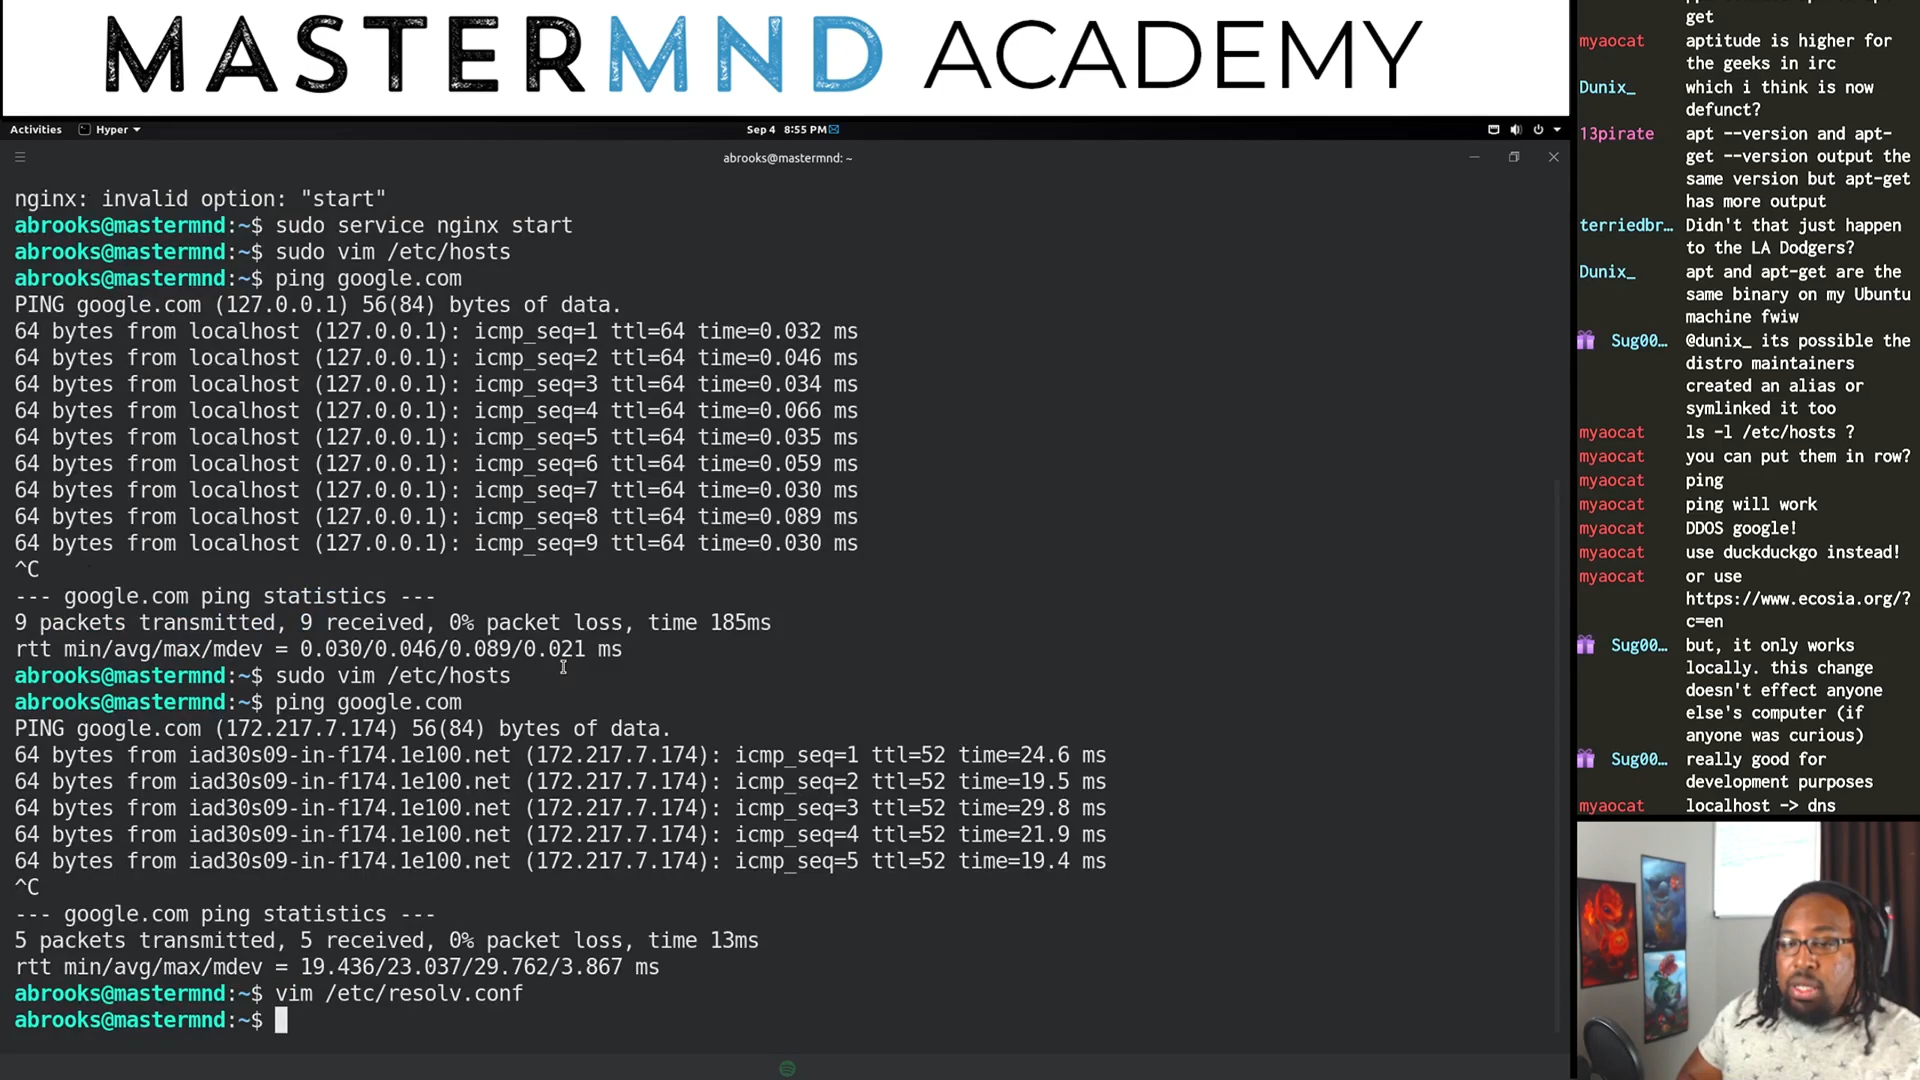 MASTERMND ACADEMY
Activities
Hyper
Sep 4 8:55 PM
abrooks@mastermnd: ~
nginx: invalid option: "start"
abrooks@mastermnd:~$ sudo service nginx start
abrooks@mastermnd:~$ sudo vim /etc/hosts
abrooks@mastermnd:~$ ping google.com
PING google.com (127.0.0.1) 56(84) bytes of data.
64 bytes from localhost (127.0.0.1): icmp_seq=1 ttl=64 time=0.032 ms
64 bytes from localhost (127.0.0.1): icmp_seq=2 ttl=64 time=0.046 ms
64 bytes from localhost (127.0.0.1): icmp_seq=3 ttl=64 time=0.034 ms
64 bytes from localhost (127.0.0.1): icmp_seq=4 ttl=64 time=0.066 ms
64 bytes from localhost (127.0.0.1): icmp_seq=5 ttl=64 time=0.035 ms
64 bytes from localhost (127.0.0.1): icmp_seq=6 ttl=64 time=0.059 ms
64 bytes from localhost (127.0.0.1): icmp_seq=7 ttl=64 time=0.030 ms
64 bytes from localhost (127.0.0.1): icmp_seq=8 ttl=64 time=0.089 ms
64 bytes from localhost (127.0.0.1): icmp_seq=9 ttl=64 time=0.030 ms
^C
--- google.com ping statistics ---
9 packets transmitted, 9 received, 0% packet loss, time 185ms
rtt min/avg/max/mdev = 0.030/0.046/0.089/0.021 ms
abrooks@mastermnd:~$ sudo vim /etc/hosts
abrooks@mastermnd:~$ ping google.com
PING google.com (172.217.7.174) 56(84) bytes of data.
64 bytes from iad30s09-in-f174.1e100.net (172.217.7.174): icmp_seq=1 ttl=52 time=24.6 ms
64 bytes from iad30s09-in-f174.1e100.net (172.217.7.174): icmp_seq=2 ttl=52 time=19.5 ms
64 bytes from iad30s09-in-f174.1e100.net (172.217.7.174): icmp_seq=3 ttl=52 time=29.8 ms
64 bytes from iad30s09-in-f174.1e100.net (172.217.7.174): icmp_seq=4 ttl=52 time=21.9 ms
64 bytes from iad30s09-in-f174.1e100.net (172.217.7.174): icmp_seq=5 ttl=52 time=19.4 ms
^C
--- google.com ping statistics ---
5 packets transmitted, 5 received, 0% packet loss, time 13ms
rtt min/avg/max/mdev = 19.436/23.037/29.762/3.867 ms
abrooks@mastermnd:~$ vim /etc/resolv.conf
abrooks@mastermnd:~$
get
myaocat aptitude is higher for
the geeks in irc
Dunix_ which i think is now
defunct?
13pirate apt --version and apt-
get --version output the
same version but apt-get
has more output
terriedbr… Didn't that just happen
to the LA Dodgers?
Dunix_ apt and apt-get are the
same binary on my Ubuntu
machine fwiw
Sug00… @dunix_ its possible the
distro maintainers
created an alias or
symlinked it too
myaocat ls -l /etc/hosts ?
myaocat you can put them in row?
myaocat ping
myaocat ping will work
myaocat DDOS google!
myaocat use duckduckgo instead!
myaocat or use
https://www.ecosia.org/?
c=en
Sug00… but, it only works
locally. this change
doesn't effect anyone
else's computer (if
anyone was curious)
Sug00… really good for
development purposes
myaocat localhost -> dns